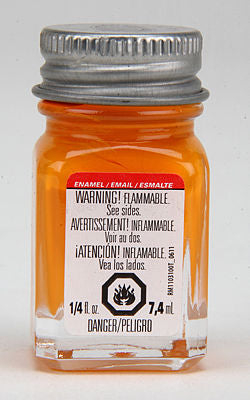 ENAMEL / EMAIL / ESMALTE
WARNING! FLAMMABLE.
See sides.
AVERTISSEMENT! INFLAMMABLE.
Voir au dos.
¡ATENCIÓN! INFLAMABLE.
Vea los lados.
1/4 fl. oz. 7,4 mL
DANGER/PELIGRO
RM1103100T_0611